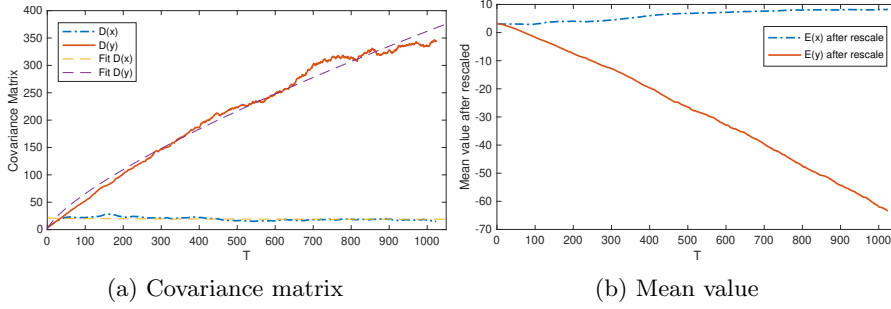 400
350
300
250
200
150
100
50
0
Covariance Matrix
D(x)
D(y)
Fit D(x)
Fit D(y)
0 100 200 300 400 500 600 700 800 900 1000
T
(a) Covariance matrix
10
0
-10
-20
-30
-40
-50
-60
-70
Mean value after rescaled
E(x) after rescale
E(y) after rescale
0 100 200 300 400 500 600 700 800 900 1000
T
(b) Mean value